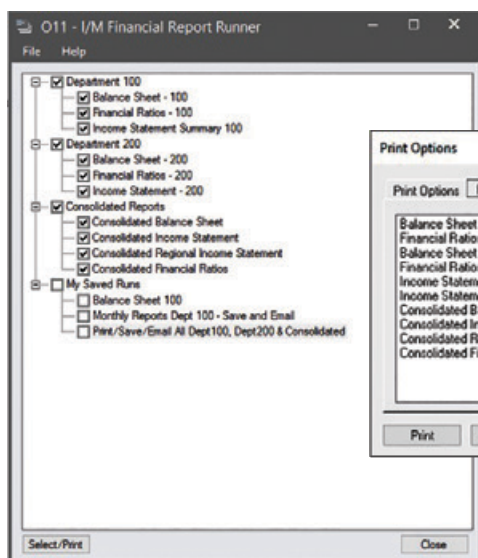 O11 - I/M Financial Report Runner
File Help
Department 100
Balance Sheet - 100
Financial Ratios - 100
Income Statement Summary 100
Department 200
Balance Sheet - 200
Financial Ratios - 200
Income Statement - 200
Consolidated Reports
Consolidated Balance Sheet
Consolidated Income Statement
Consolidated Regional Income Statement
Consolidated Financial Ratios
My Saved Runs
Balance Sheet 100
Monthly Reports Dept 100 - Save and Email
Print/Save/Email All Dept100, Dept200 & Consolidated
Select/Print Close
Print Options
Print Options
Balance Sheet
Financial Ratio
Balance Sheet
Financial Ratio
Income Statem
Income Statem
Consolidated B
Consolidated In
Consolidated R
Consolidated Fi
Print